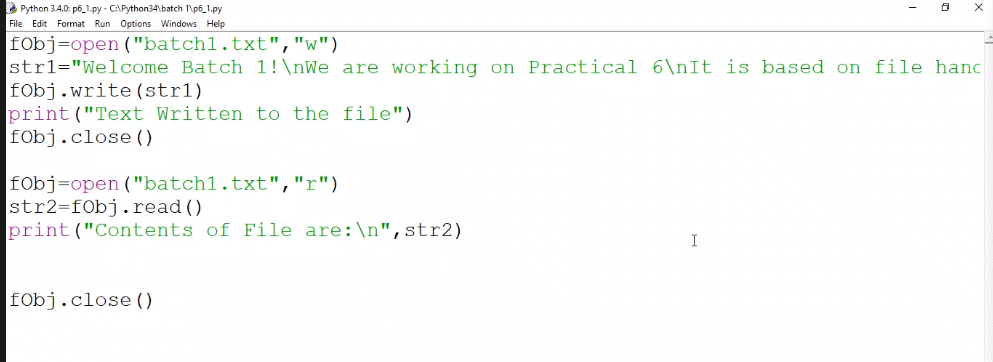 Python 3.4.0: p6_1.py - C:\Python34\batch 1\p6_1.py
File Edit Format Run Options Windows Help
fObj=open("batch1.txt","w")
str1="Welcome Batch 1!\nWe are working on Practical 6\nIt is based on file hanc
fObj.write(str1)
print("Text Written to the file")
fObj.close()
fObj=open("batch1.txt","r")
str2=fObj.read()
print("Contents of File are:\n",str2)
fObj.close()